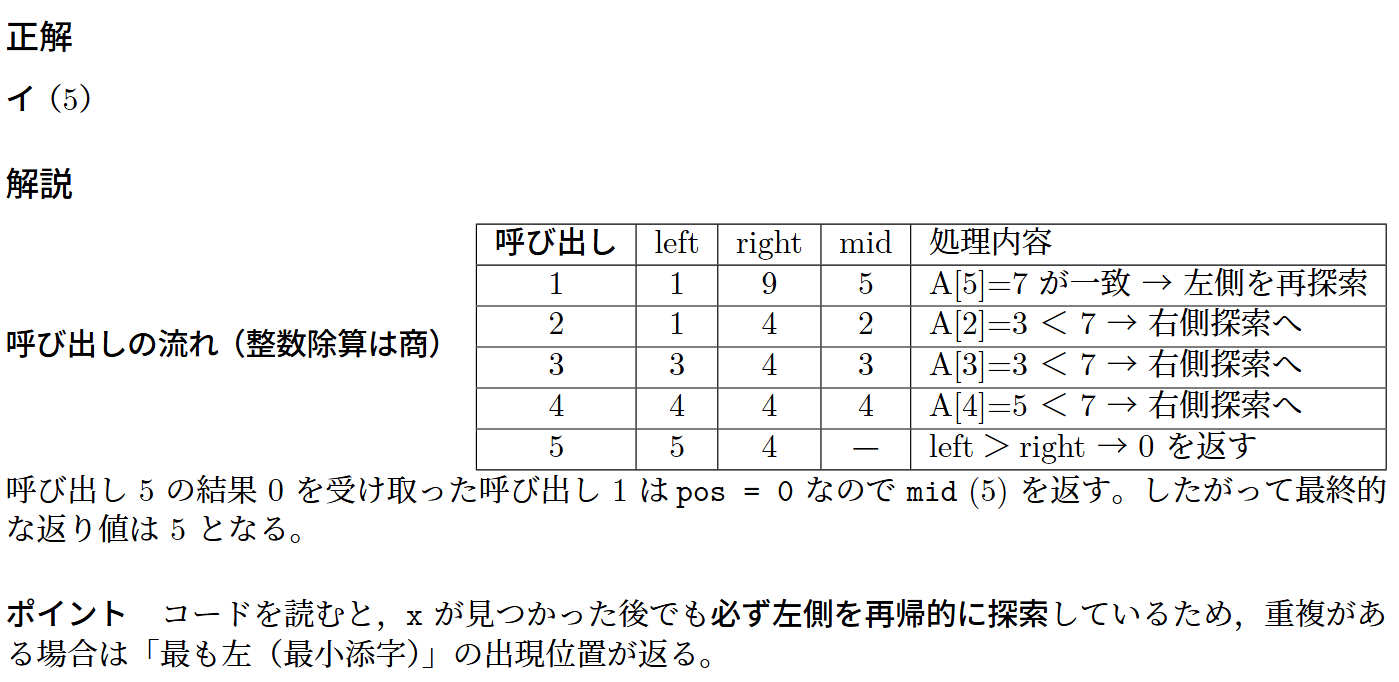 正解
イ（5）
解説
呼び出しの流れ（整数除算は商）
呼び出し left right mid 処理内容
1 1 9 5 A[5]=7 が一致 → 左側を再探索
2 1 4 2 A[2]=3 ＜ 7 → 右側探索へ
3 3 4 3 A[3]=3 ＜ 7 → 右側探索へ
4 4 4 4 A[4]=5 ＜ 7 → 右側探索へ
5 5 4 — left ＞ right → 0 を返す
呼び出し 5 の結果 0 を受け取った呼び出し 1 は pos = 0 なので mid (5) を返す。したがって最終的
な返り値は 5 となる。
ポイント　コードを読むと，x が見つかった後でも必ず左側を再帰的に探索しているため，重複があ
る場合は「最も左（最小添字）」の出現位置が返る。